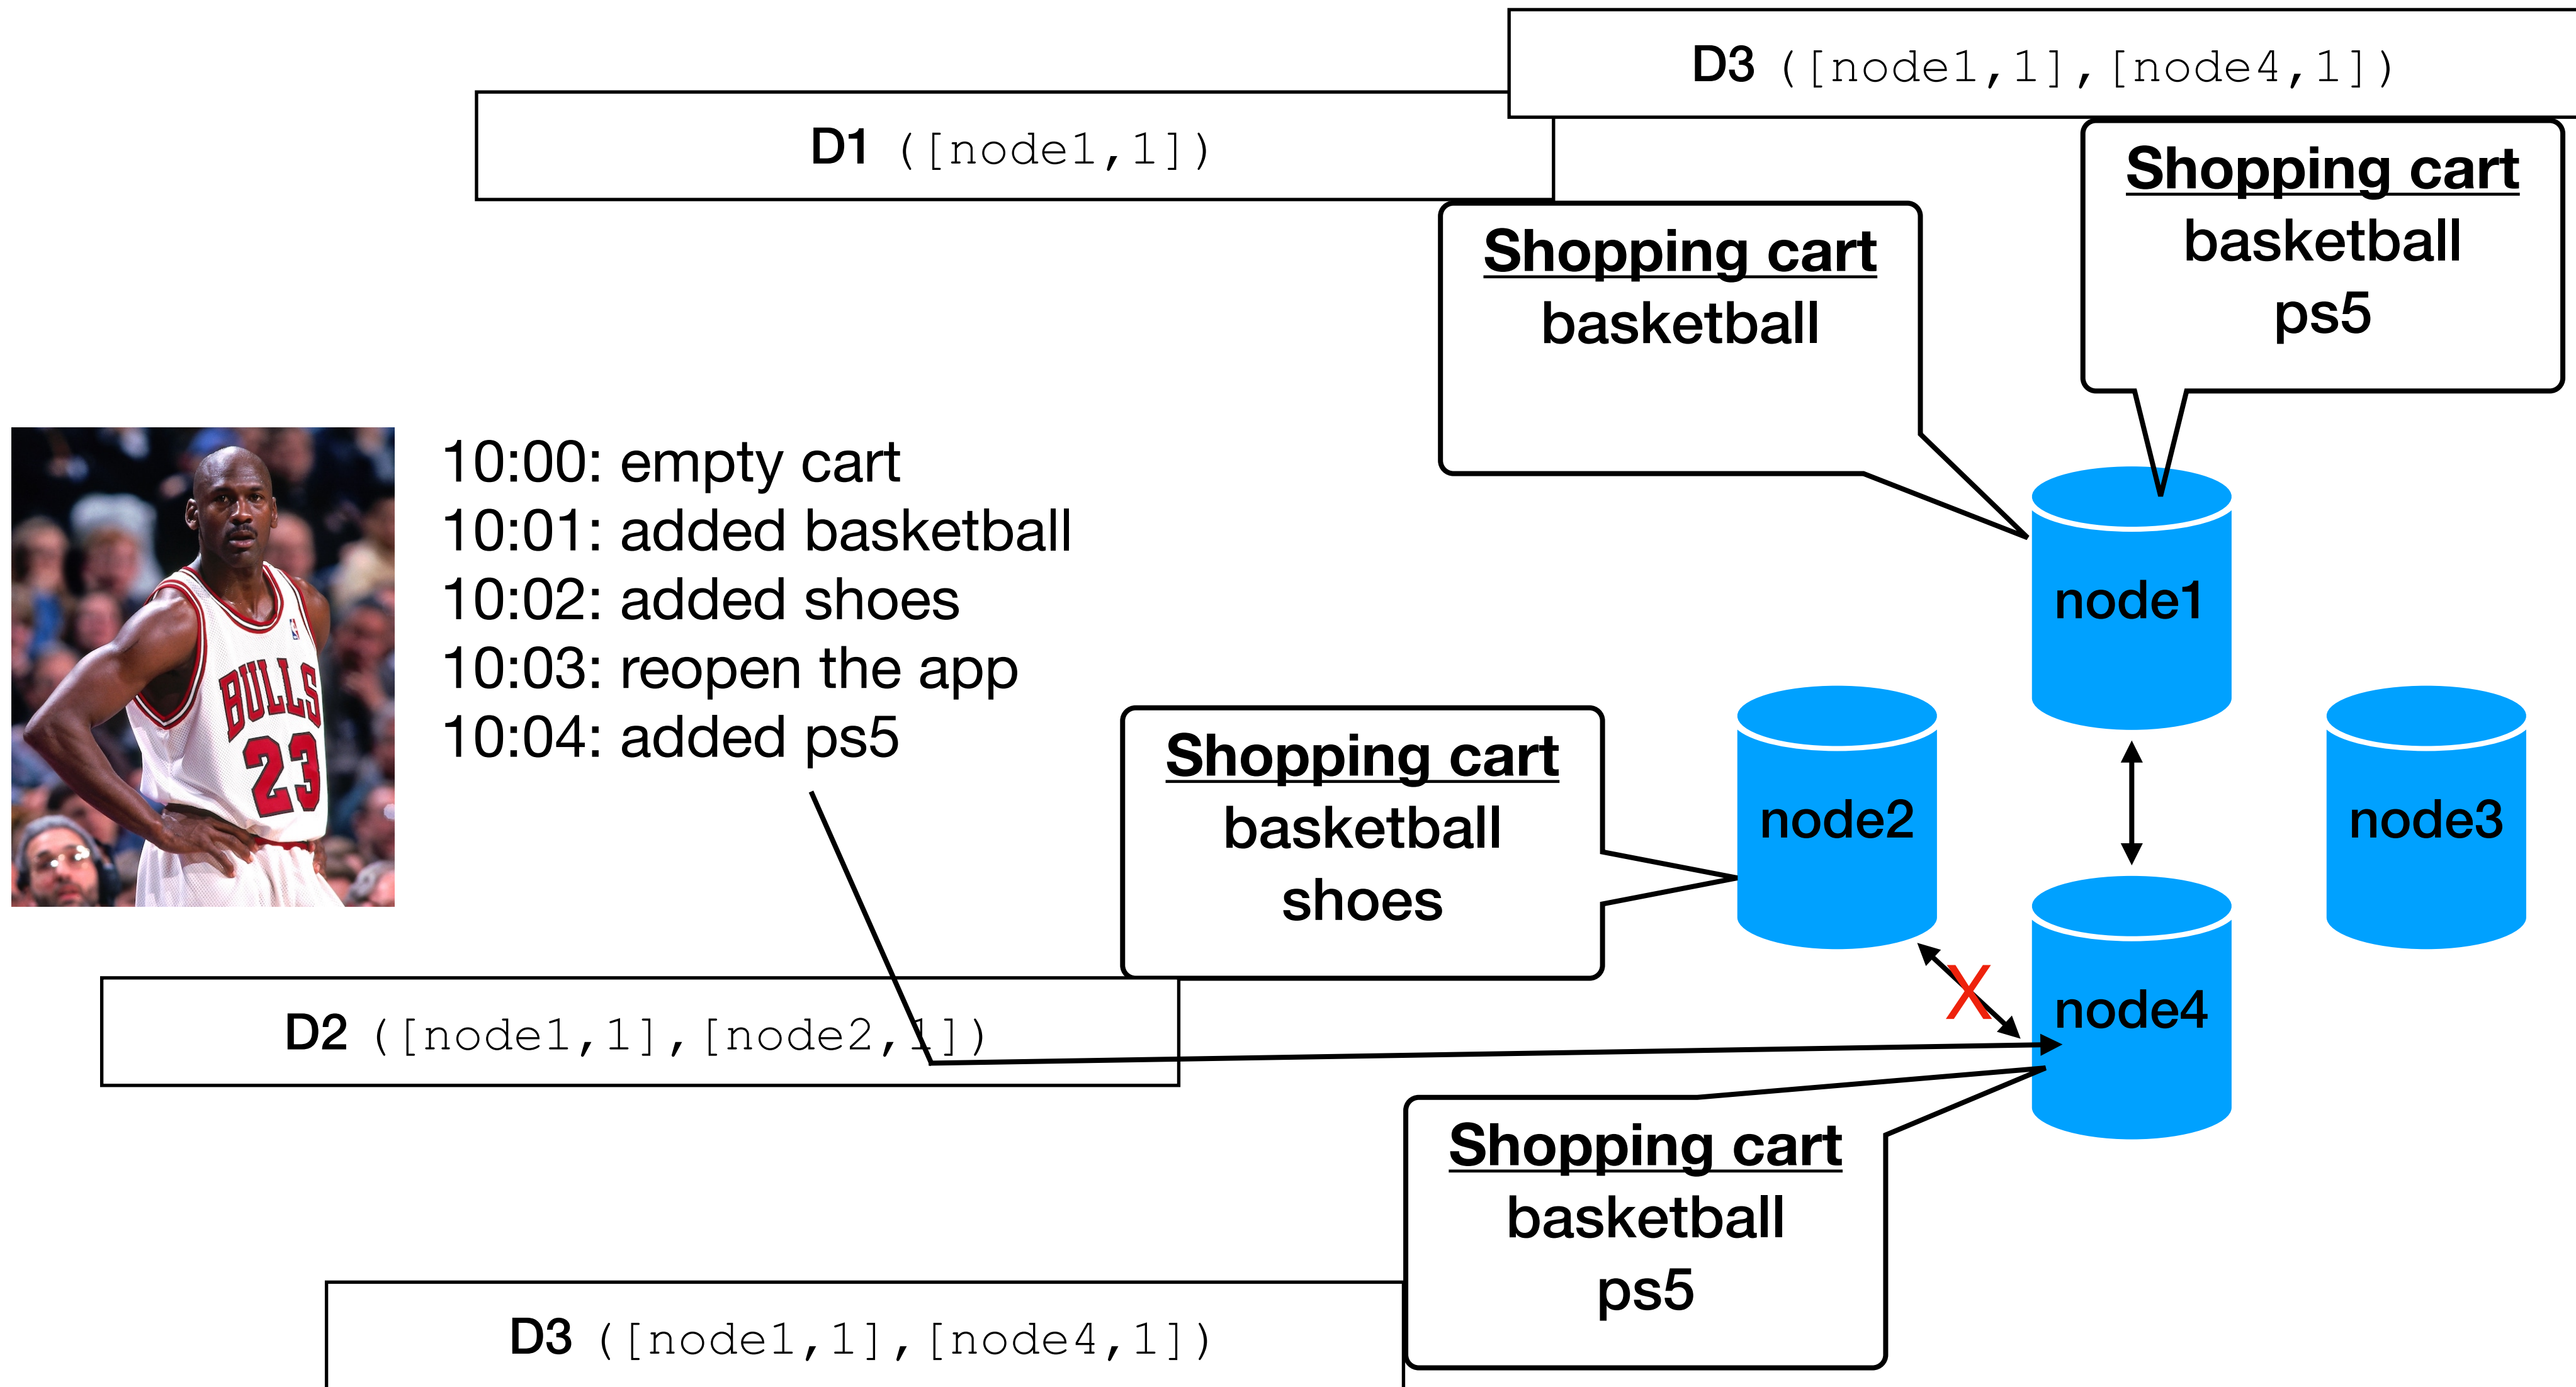 D3 ([node1,1],[node4,1])
D1 ([node1,1])
Shopping cart
basketball
ps5
Shopping cart
basketball
10:00: empty cart
10:01: added basketball
10:02: added shoes
10:03: reopen the app
10:04: added ps5
BULLS
23
node1
Shopping cart
basketball
shoes
node2
node3
X
node4
D2 ([node1,1],[node2,1])
Shopping cart
basketball
ps5
D3 ([node1,1],[node4,1])